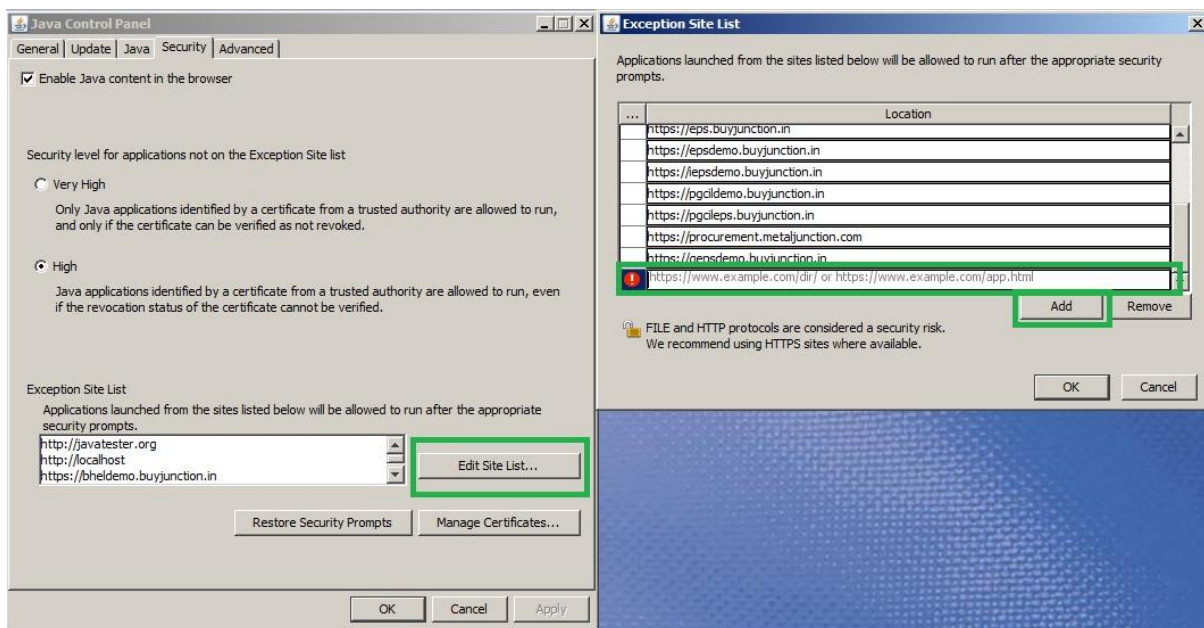 Java Control Panel
General Update Java Security Advanced
Enable Java content in the browser
Security level for applications not on the Exception Site list
Very High
Only Java applications identified by a certificate from a trusted authority are allowed to run,
and only if the certificate can be verified as not revoked.
High
Java applications identified by a certificate from a trusted authority are allowed to run, even
if the revocation status of the certificate cannot be verified.
Exception Site List
Applications launched from the sites listed below will be allowed to run after the appropriate
security prompts.
http://javatester.org
http://localhost
https://bheldemo.buyjunction.in
Edit Site List...
Restore Security Prompts Manage Certificates...
OK Cancel Apply
Exception Site List
Applications launched from the sites listed below will be allowed to run after the appropriate security
prompts.
... Location
https://eps.buyjunction.in
https://epsdemo.buyjunction.in
https://iepsdemo.buyjunction.in
https://pgcildemo.buyjunction.in
https://pgcileps.buyjunction.in
https://procurement.metaljunction.com
https://qepsdemo.buyjunction.in
https://www.example.com/dir/ or https://www.example.com/app.html
Add Remove
FILE and HTTP protocols are considered a security risk.
We recommend using HTTPS sites where available.
OK Cancel